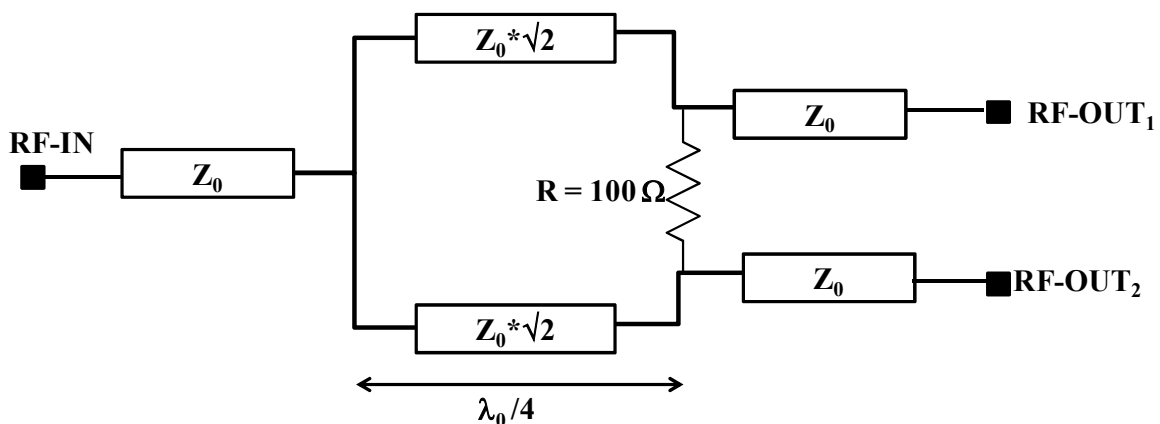 Z₀*√2
RF-IN
Z₀
Z₀
RF-OUT₁
R = 100 Ω
Z₀
RF-OUT₂
Z₀*√2
λ₀/4